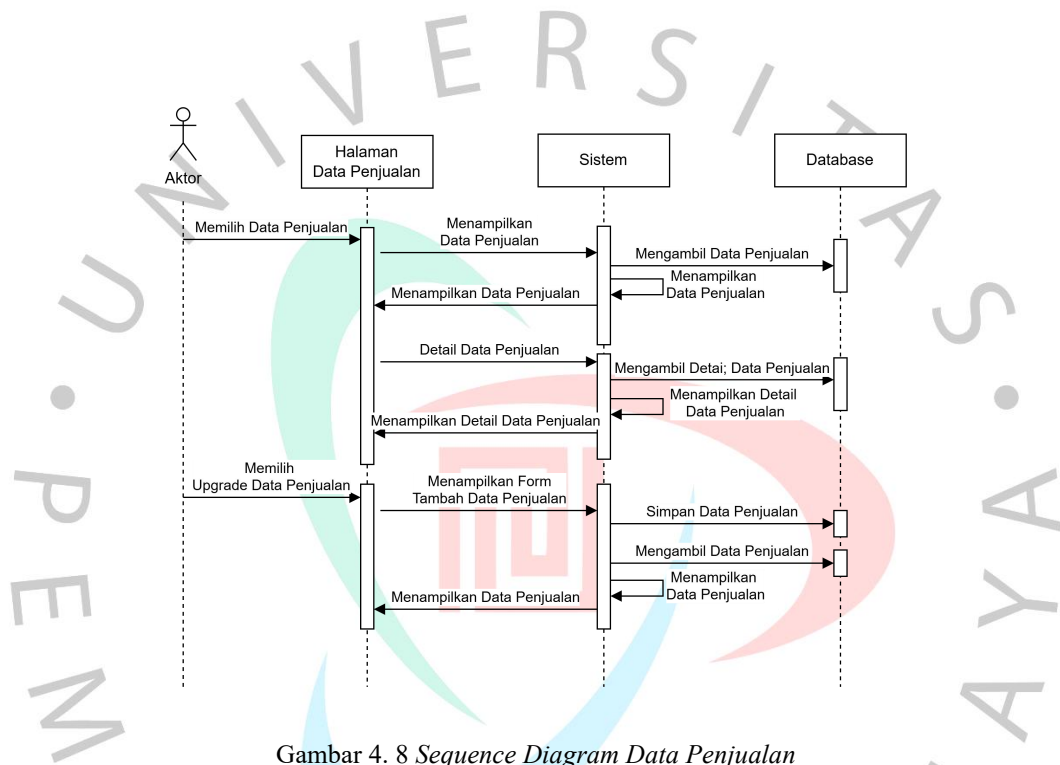 UNIVERSITAS
PEM
AYA
Aktor
Halaman
Data Penjualan
Sistem
Database
Memilih Data Penjualan
Menampilkan
Data Penjualan
Mengambil Data Penjualan
Menampilkan
Data Penjualan
Menampilkan Data Penjualan
Detail Data Penjualan
Mengambil Detai; Data Penjualan
Menampilkan Detail
Data Penjualan
Menampilkan Detail Data Penjualan
Memilih
Upgrade Data Penjualan
Menampilkan Form
Tambah Data Penjualan
Simpan Data Penjualan
Mengambil Data Penjualan
Menampilkan
Data Penjualan
Menampilkan Data Penjualan
Gambar 4. 8 Sequence Diagram Data Penjualan